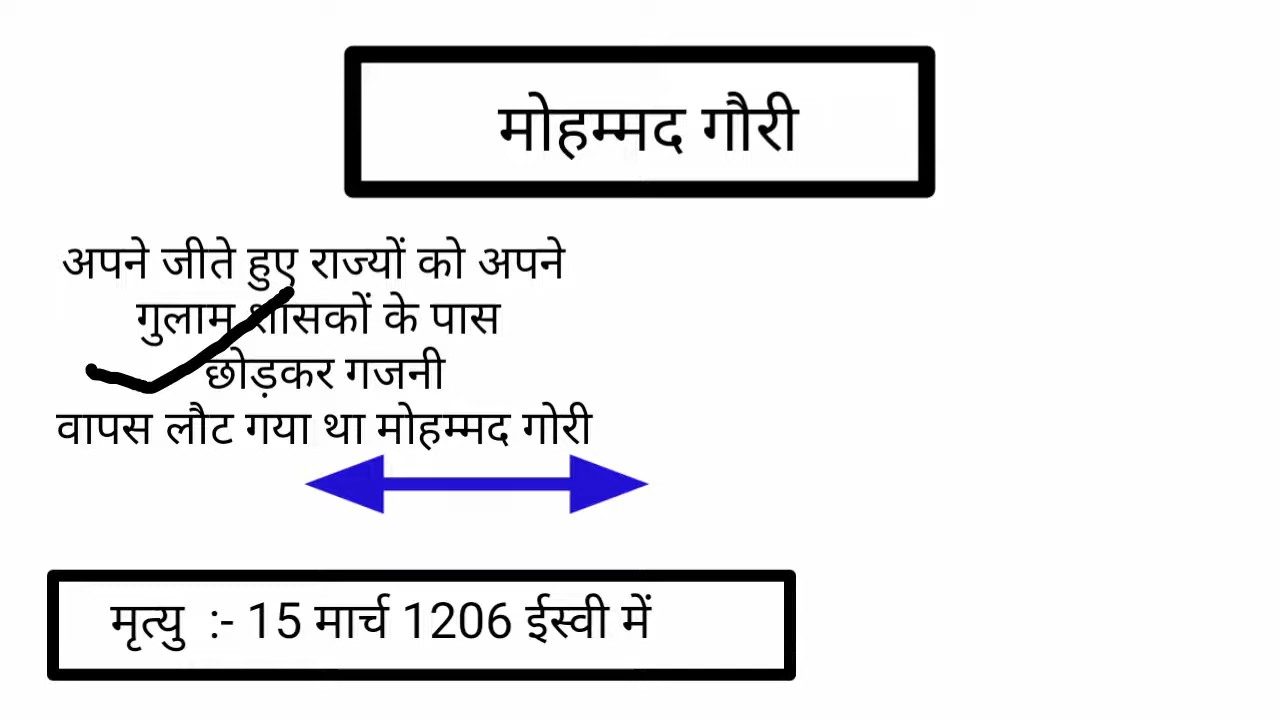 मोहम्मद गौरी
अपने जीते हुए राज्यों को अपने
गुलाम शासकों के पास
छोड़कर गजनी
वापस लौट गया था मोहम्मद गोरी
मृत्यु :- 15 मार्च 1206 ईस्वी में